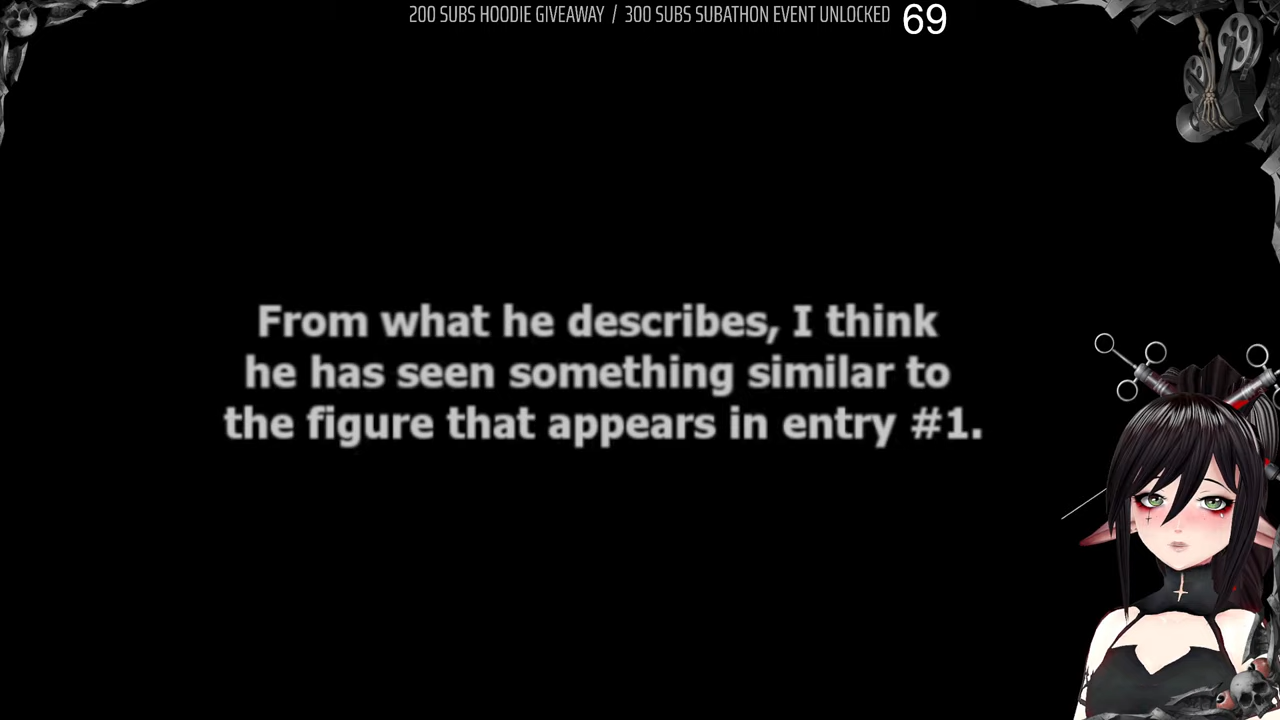 200 SUBS HOODIE GIVEAWAY / 300 SUBS SUBATHON EVENT UNLOCKED 69
From what he describes, I think
he has seen something similar to
the figure that appears in entry #1.